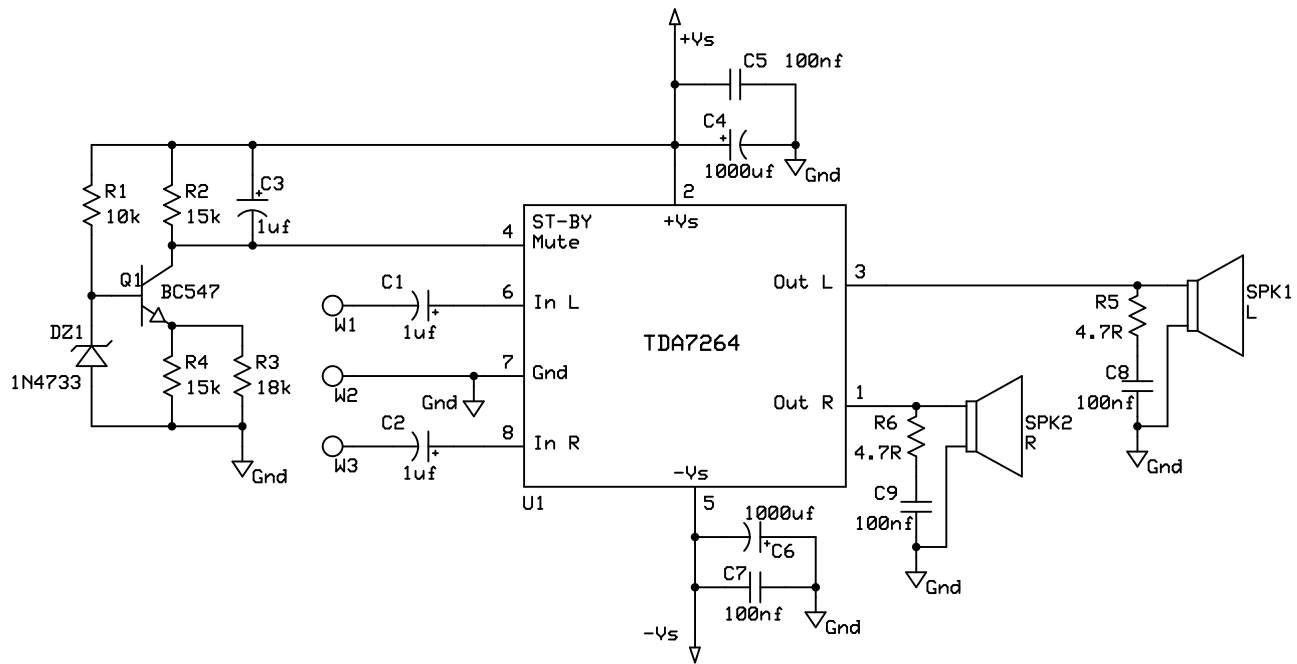 +Vs
C5 100nf
C4
1000uf
Gnd
2
+Vs
R1
10k
R2
15k
C3
+
1uf
4
ST-BY
Mute
Q1
BC547
DZ1
1N4733
R4
15k
R3
18k
Gnd
C1
6
In L
W1
1uf
+
7
Gnd
W2
Gnd
C2
8
In R
W3
1uf
+
TDA7264
Out L
3
Out R
1
-Vs
5
U1
R5
4.7R
C8
100nf
Gnd
SPK1
L
R6
4.7R
C9
100nf
Gnd
SPK2
R
1000uf
+
C6
C7
100nf
Gnd
-Vs